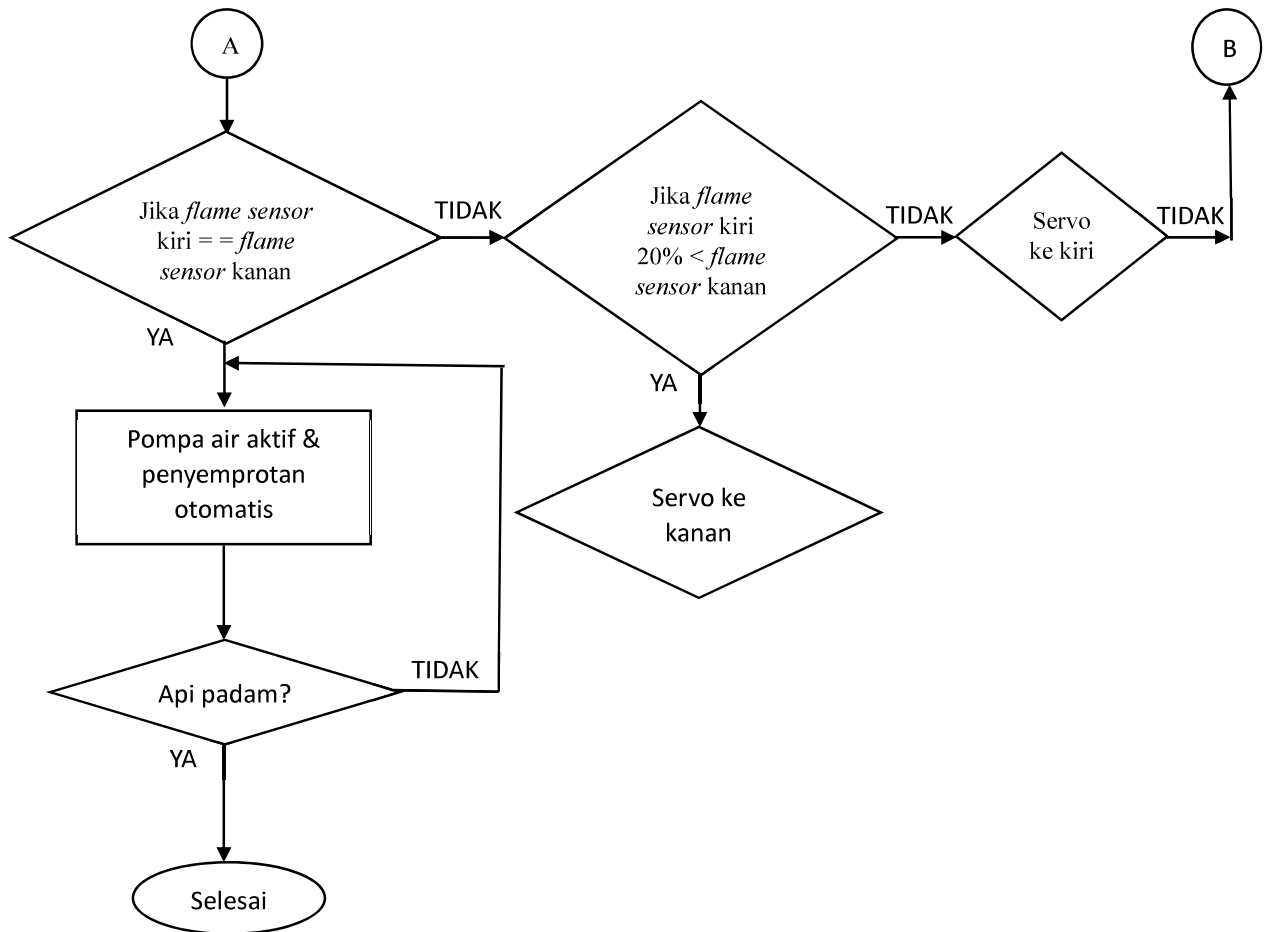 A
B
Jika flame sensor
kiri = = flame
sensor kanan
TIDAK
Jika flame
sensor kiri
20% < flame
sensor kanan
TIDAK
Servo
ke kiri
TIDAK
YA
YA
Pompa air aktif &
penyemprotan
otomatis
Servo ke
kanan
Api padam?
TIDAK
YA
Selesai